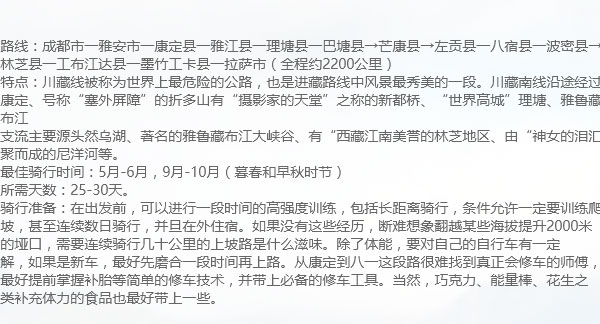 路线：成都市一雅安市一康定县一雅江县一理塘县一巴塘县→芒康县→左贡县一八宿县一波密县→
林芝县一工布江达县一墨竹工卡县一拉萨市（全程约2200公里）
特点：川藏线被称为世界上最危险的公路，也是进藏路线中风景最秀美的一段。川藏南线沿途经过
康定、号称“塞外屏障”的折多山有“摄影家的天堂”之称的新都桥、“世界高城”理塘、雅鲁藏
布江
支流主要源头然乌湖、著名的雅鲁藏布江大峡谷、有“西藏江南美誉的林芝地区、由“神女的泪汇
聚而成的尼洋河等。
最佳骑行时间：5月-6月，9月-10月（暮春和早秋时节）
所需天数：25-30天。
骑行准备：在出发前，可以进行一段时间的高强度训练，包括长距离骑行，条件允许一定要训练爬
坡，甚至连续数日骑行，并且在外住宿。如果没有这些经历，断难想象翻越某些海拔提升2000米
的垭口，需要连续骑行几十公里的上坡路是什么滋味。除了体能，要对自己的自行车有一定
解，如果是新车，最好先磨合一段时间再上路。从康定到八一这段路很难找到真正会修车的师傅，
最好提前掌握补胎等简单的修车技术，并带上必备的修车工具。当然，巧克力、能量棒、花生之
类补充体力的食品也最好带上一些。